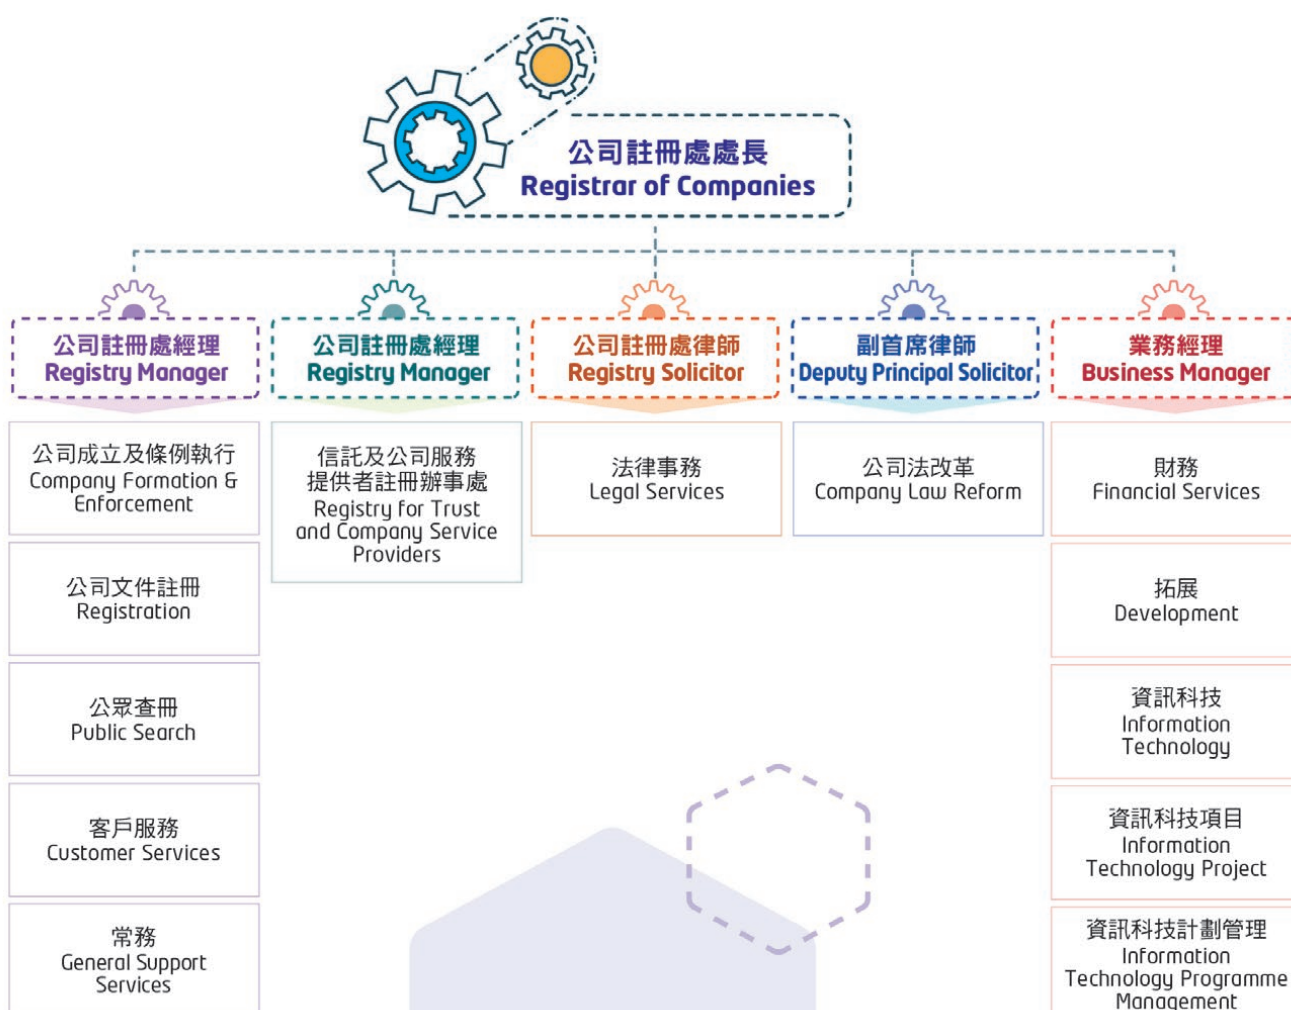 公司註冊處處長
Registrar of Companies
公司註冊處經理
Registry Manager
公司成立及條例執行
Company Formation &
Enforcement
公司文件註冊
Registration
公眾查冊
Public Search
客戶服務
Customer Services
常務
General Support
Services
公司註冊處經理
Registry Manager
信託及公司服務
提供者註冊辦事處
Registry for Trust
and Company Service
Providers
公司註冊處律師
Registry Solicitor
法律事務
Legal Services
副首席律師
Deputy Principal Solicitor
公司法改革
Company Law Reform
業務經理
Business Manager
財務
Financial Services
拓展
Development
資訊科技
Information
Technology
資訊科技項目
Information
Technology Project
資訊科技計劃管理
Information
Technology Programme
Management